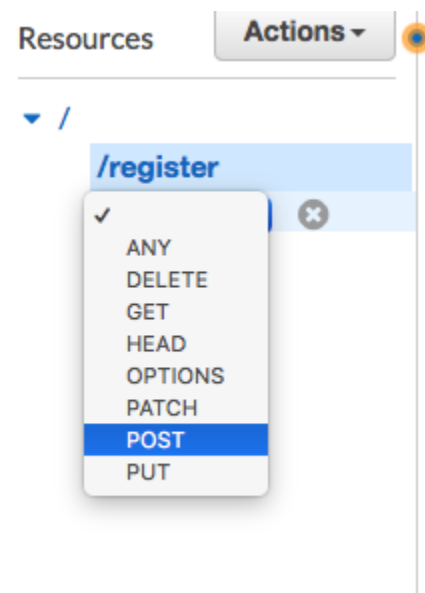 Resources Actions
/
/register
ANY
DELETE
GET
HEAD
OPTIONS
PATCH
POST
PUT